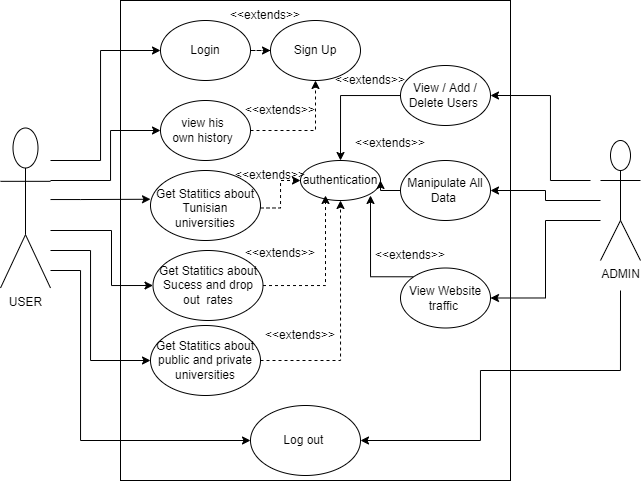 <<extends>>
Login
Sign Up
<<extends>>
View / Add /
Delete Users
view his
own history
<<extends>>
<<extends>>
<<extends>>
authentication
Get Statitics about
Tunisian
universities
Manipulate All
Data
<<extends>>
<<extends>>
Get Statitics about
Sucess and drop
out rates
View Website
traffic
USER
ADMIN
<<extends>>
Get Statitics about
public and private
universities
Log out